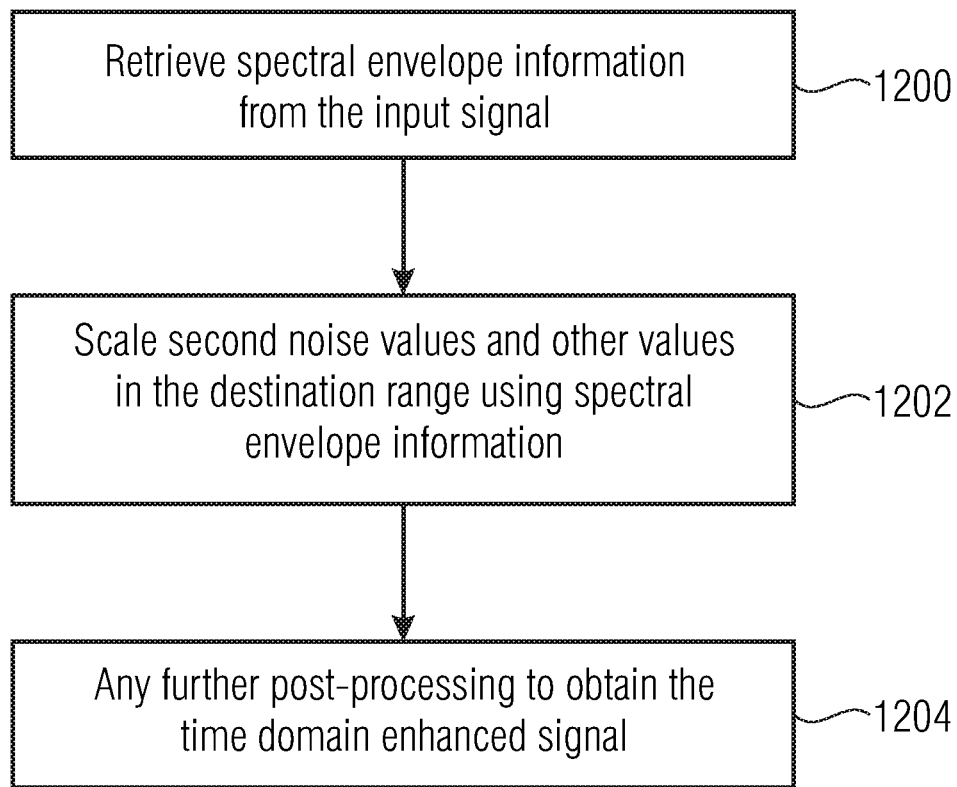 Retrieve spectral envelope information
from the input signal
1200
Scale second noise values and other values
in the destination range using spectral
envelope information
1202
Any further post-processing to obtain the
time domain enhanced signal
1204